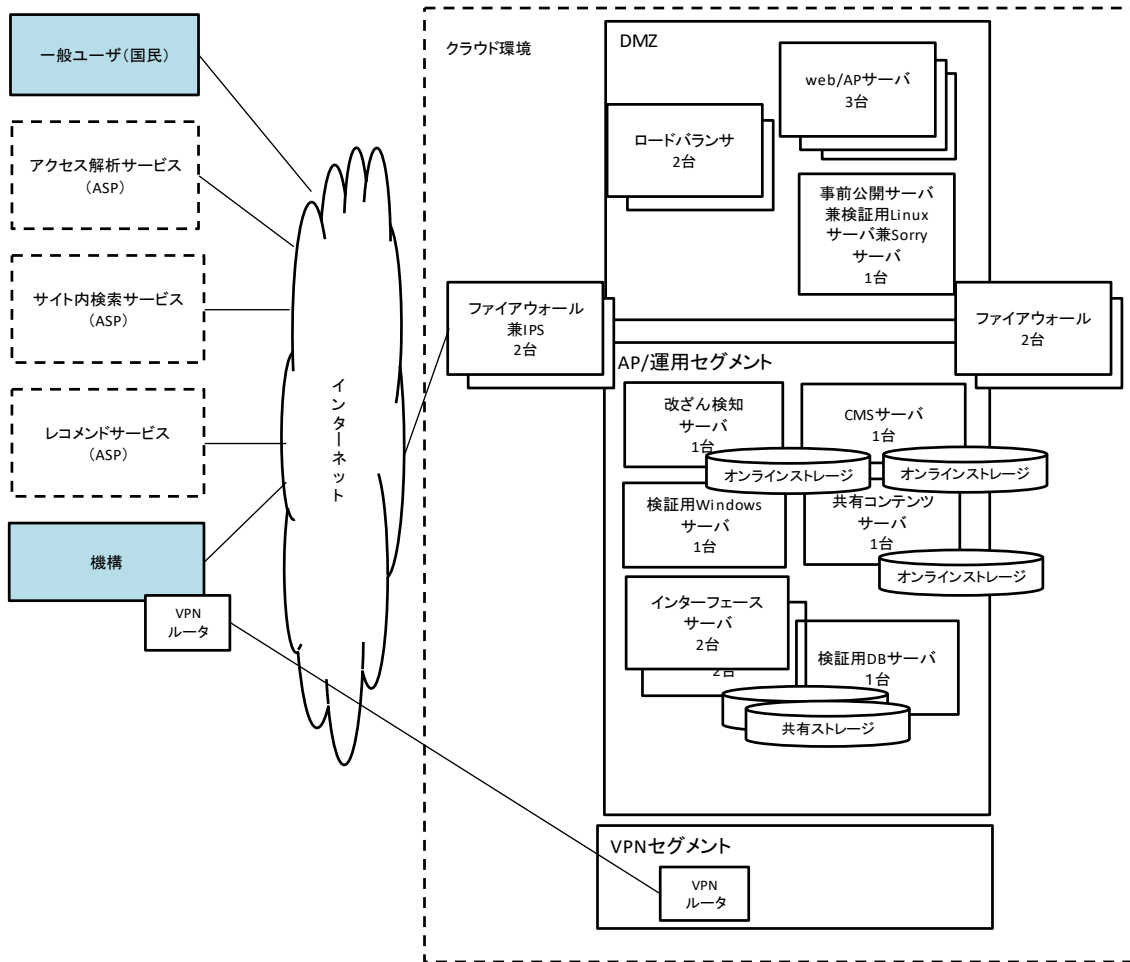 一般ユーザ(国民)
アクセス解析サービス
(ASP)
サイト内検索サービス
(ASP)
レコメンドサービス
(ASP)
機構
VPN
ルータ
インターネット
クラウド環境
ファイアウォール
兼IPS
2台
DMZ
web/APサーバ
3台
ロードバランサ
2台
事前公開サーバ
兼検証用Linux
サーバ兼Sorry
サーバ
1台
ファイアウォール
2台
AP/運用セグメント
改ざん検知
サーバ
1台
オンラインストレージ
CMSサーバ
1台
オンラインストレージ
検証用Windows
サーバ
1台
共有コンテンツ
サーバ
1台
オンラインストレージ
インターフェース
サーバ
2台
2台
検証用DBサーバ
1台
共有ストレージ
VPNセグメント
VPN
ルータ